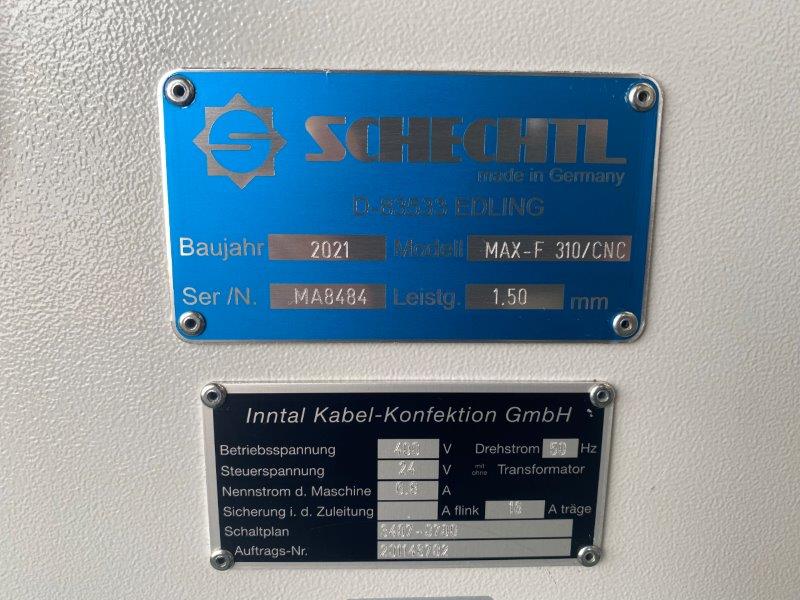 S SCHECHTL
made in Germany
D-83533 EDLING
Baujahr 2021 Modell MAX-F 310/CNC
Ser /N. MA8484 Leistg. 1,50 mm
Inntal Kabel-Konfektion GmbH
Betriebsspannung 400 V Drehstrom 50 Hz
Steuerspannung 24 V mit ohne Transformator
Nennstrom d. Maschine A
Sicherung i. d. Zuleitung A flink 16 A träge
Schaltplan
Auftrags-Nr.